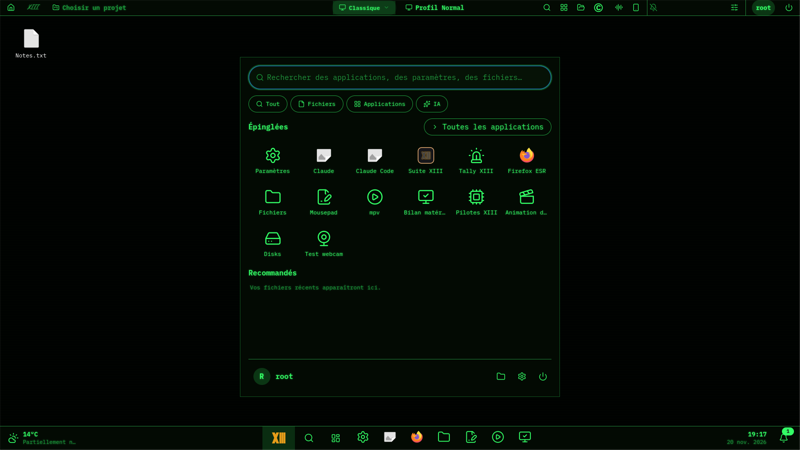 XIII
Choisir un projet
Classique
Profil Normal
root
Notes.txt
Rechercher des applications, des paramètres, des fichiers…
Tout
Fichiers
Applications
IA
Épinglées
Toutes les applications
Paramètres
Claude
Claude Code
Suite XIII
Tally XIII
Firefox ESR
Fichiers
Mousepad
mpv
Bilan matér…
Pilotes XIII
Animation d…
Disks
Test webcam
Recommandés
Vos fichiers récents apparaîtront ici.
R
root
14°C
Partiellement n…
XIII
19:17
20 nov. 2026
1